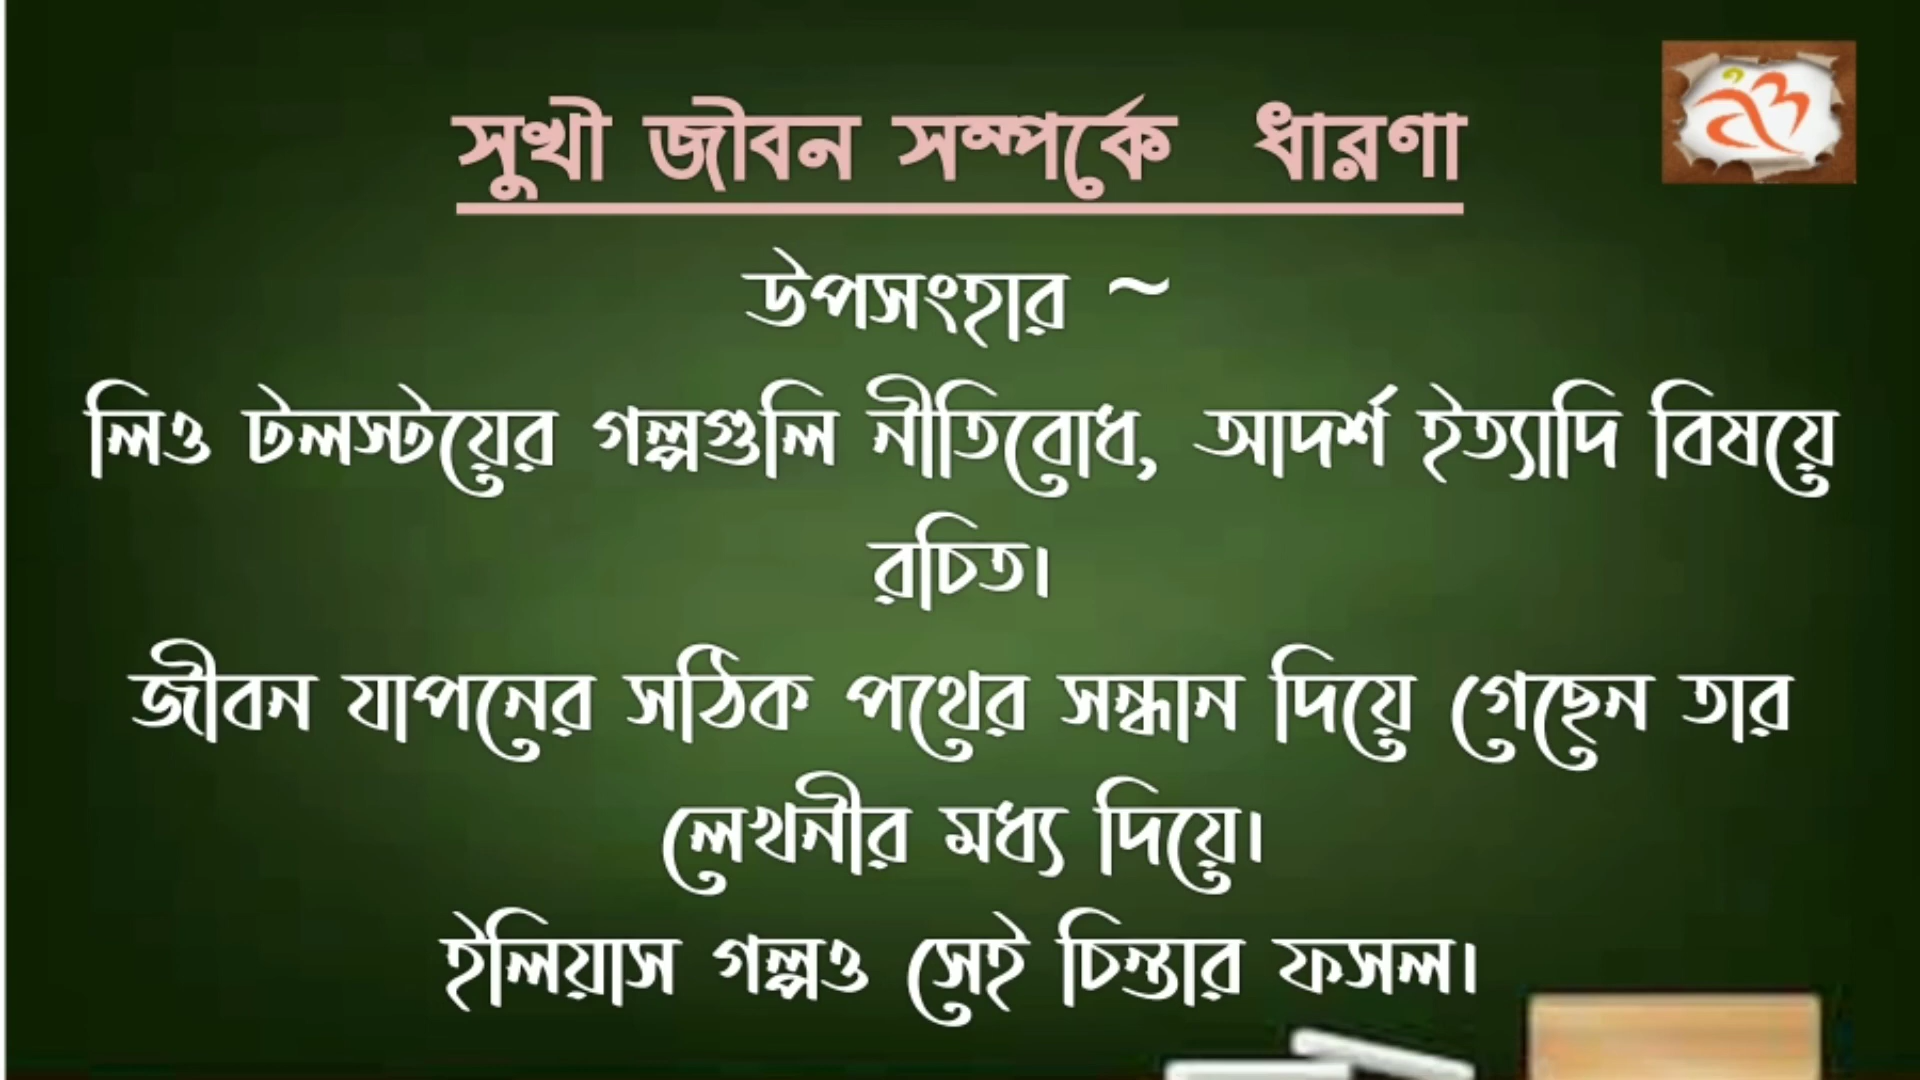 সুখী জীবন সম্পর্কে ধারণা
উপসংহার ~
লিও টলস্টয়ের গল্পগুলি নীতিবোধ, আদর্শ ইত্যাদি বিষয়ে
রচিত।
জীবন যাপনের সঠিক পথের সন্ধান দিয়ে গেছেন তার
লেখনীর মধ্য দিয়ে।
ইলিয়াস গল্পও সেই চিন্তার ফসল।